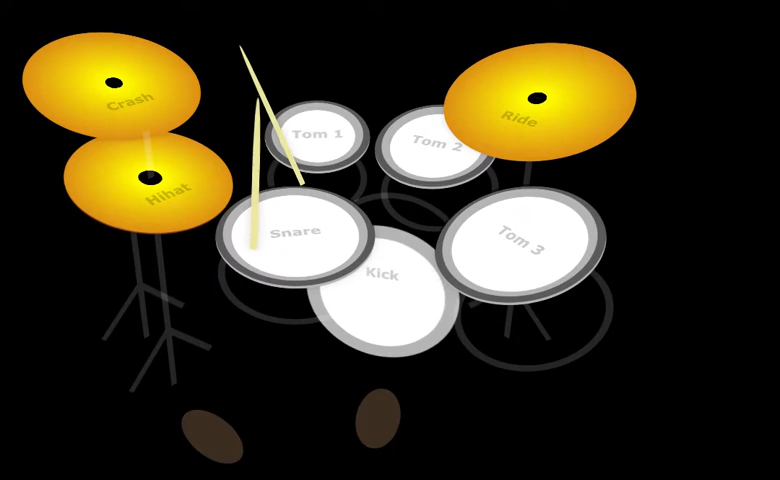 Crash
Ride
Tom 1
Tom 2
Hihat
Snare
Tom 3
Kick